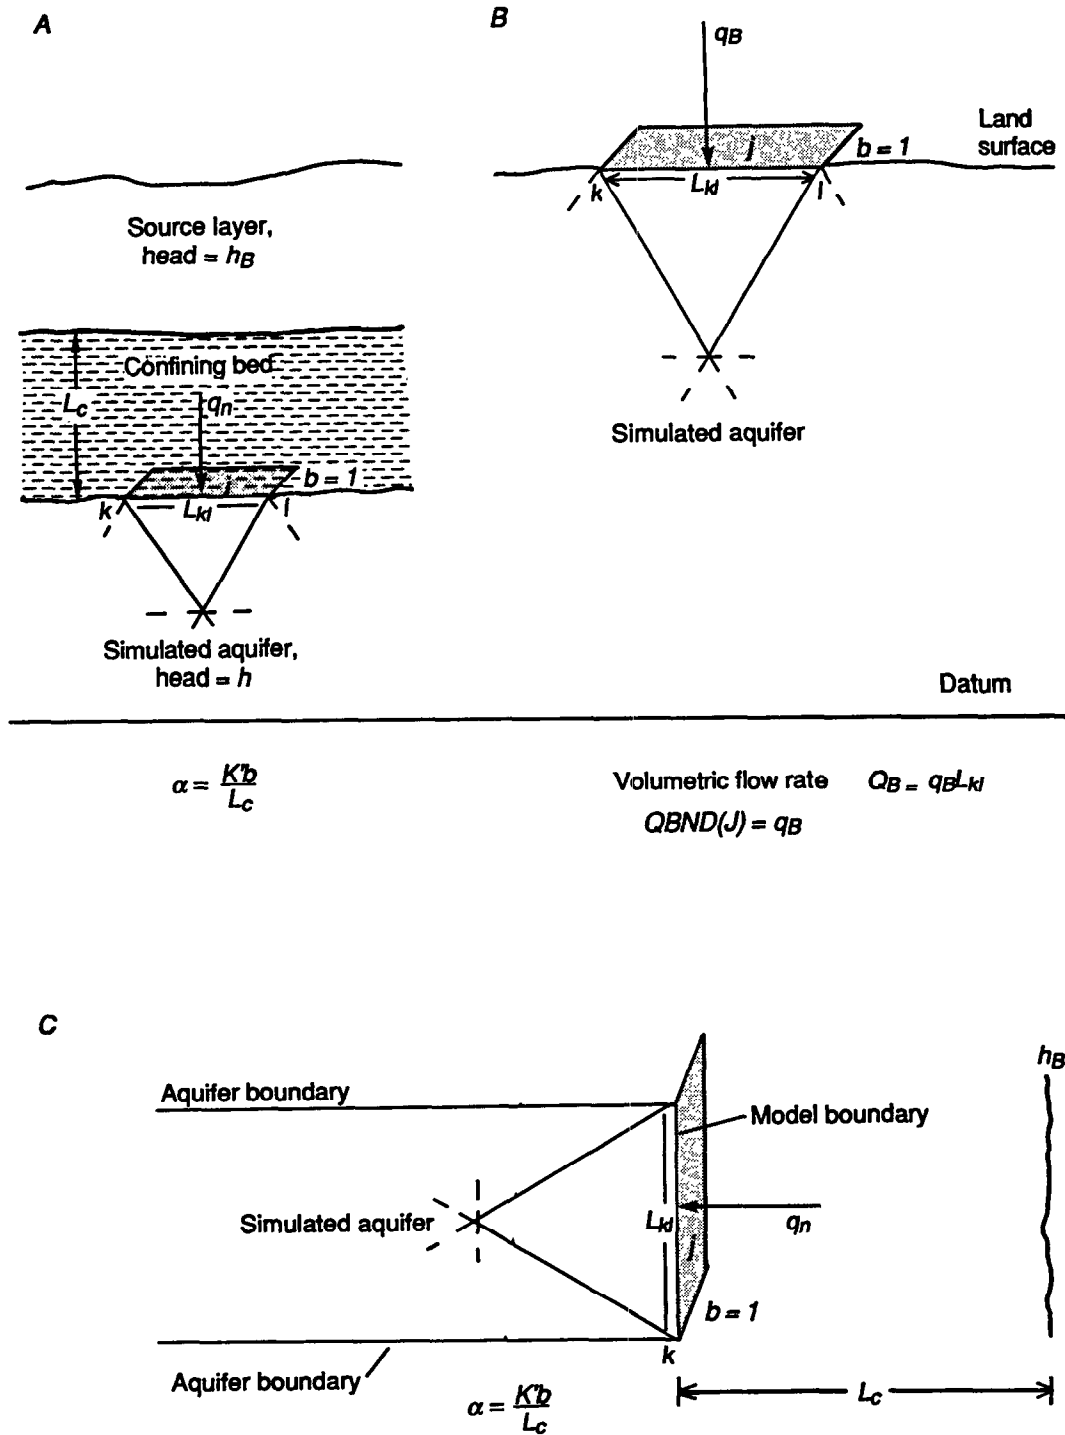 A
Source layer,
head = hB
Confining bed
Lc
qn
j
b = 1
k
Lkl
l
Simulated aquifer,
head = h
α = K'b
Lc
B
qB
Land
surface
j
b = 1
k
Lkl
l
Simulated aquifer
Datum
Volumetric flow rate QB = qBLkl
QBND(J) = qB
C
hB
Aquifer boundary
Model boundary
Simulated aquifer
Lkl
qn
j
b = 1
k
Aquifer boundary
Lc
α = K'b
Lc